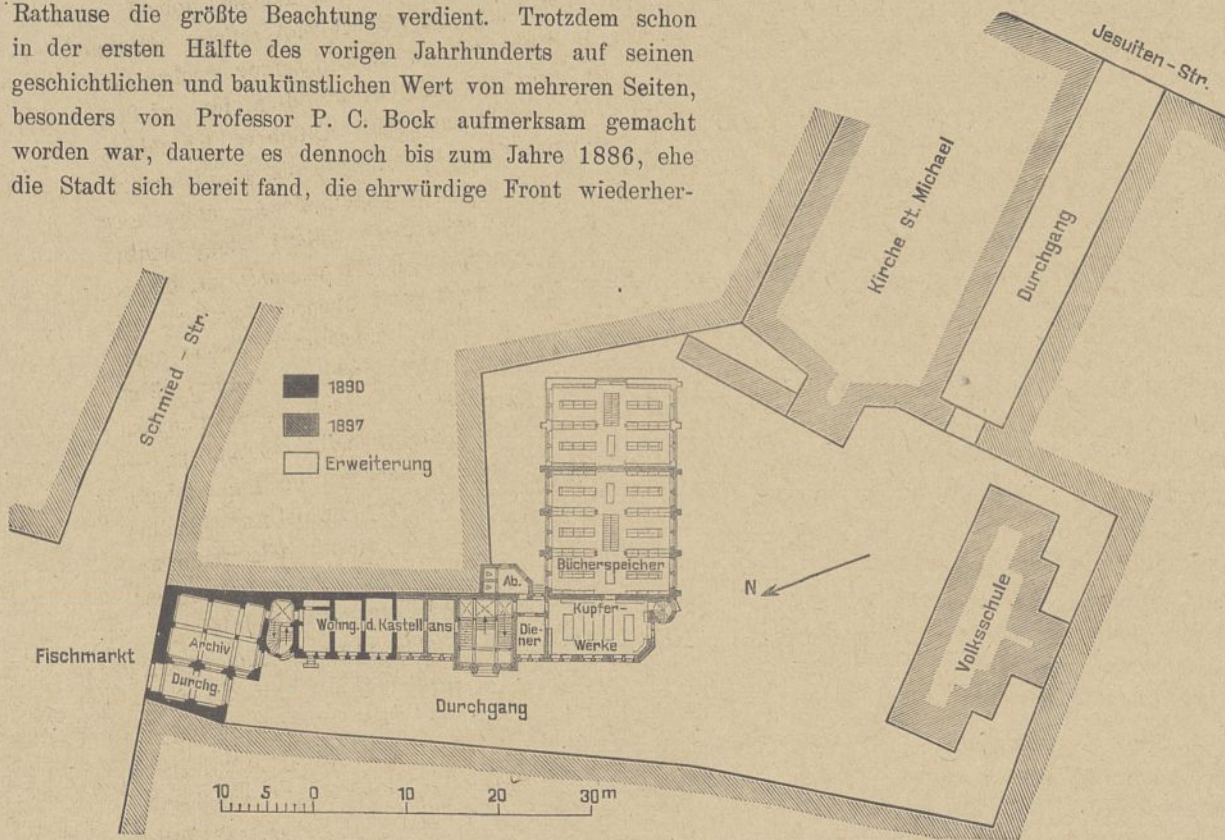 Rathause die größte Beachtung verdient. Trotzdem schon
in der ersten Hälfte des vorigen Jahrhunderts auf seinen
geschichtlichen und baukünstlichen Wert von mehreren Seiten,
besonders von Professor P. C. Bock aufmerksam gemacht
worden war, dauerte es dennoch bis zum Jahre 1886, ehe
die Stadt sich bereit fand, die ehrwürdige Front wiederher-
Jesuiten-Str.
Kirche St. Michael
Durchgang
Schmied-Str.
1890
1897
Erweiterung
Bücherspeicher
Ab.
N
Kupfer-
Werke
Die-
ner
Wohng. d. Kastellans
Archiv
Durchg.
Fischmarkt
Durchgang
Volksschule
10 5 0 10 20 30 m